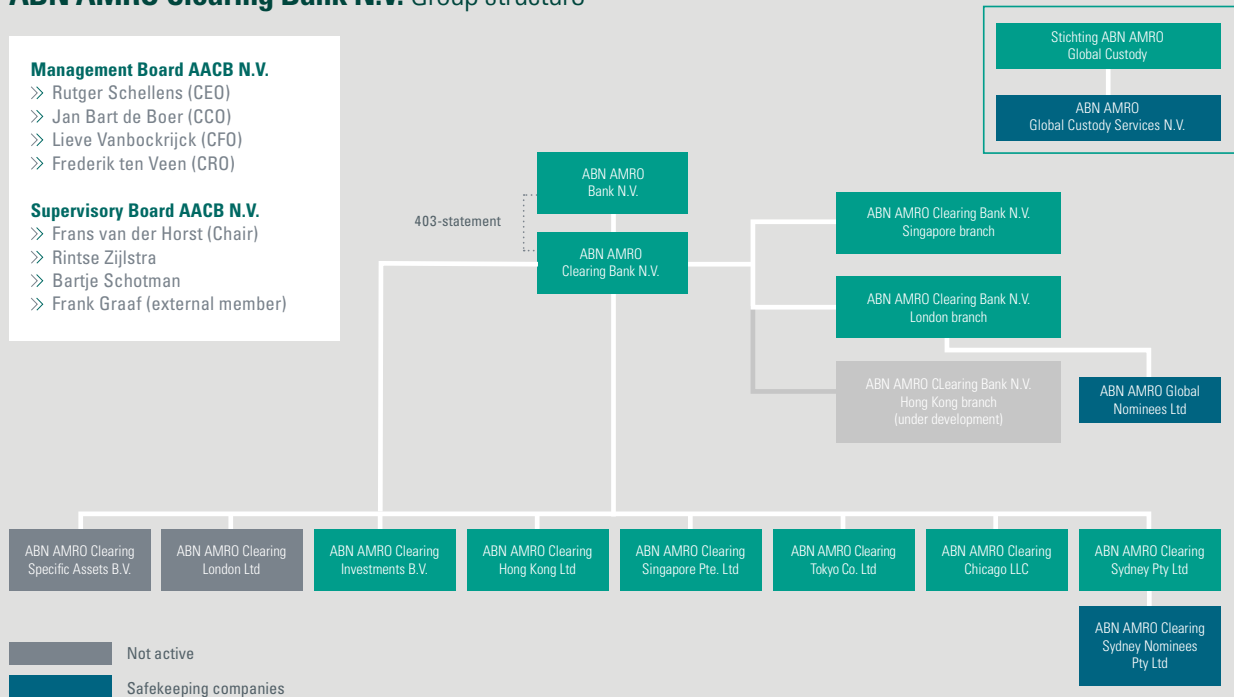 ABN AMRO Clearing Bank N.V. Group structure
Management Board AACB N.V.
» Rutger Schellens (CEO)
» Jan Bart de Boer (CCO)
» Lieve Vanbockrijck (CFO)
» Frederik ten Veen (CRO)
Supervisory Board AACB N.V.
» Frans van der Horst (Chair)
» Rintse Zijlstra
» Bartje Schotman
» Frank Graaf (external member)
Stichting ABN AMRO
Global Custody
ABN AMRO
Global Custody Services N.V.
ABN AMRO
Bank N.V.
403-statement
ABN AMRO
Clearing Bank N.V.
ABN AMRO Clearing Bank N.V.
Singapore branch
ABN AMRO Clearing Bank N.V.
London branch
ABN AMRO CLearing Bank N.V.
Hong Kong branch
(under development)
ABN AMRO Global
Nominees Ltd
ABN AMRO Clearing
Specific Assets B.V.
ABN AMRO Clearing
London Ltd
ABN AMRO Clearing
Investments B.V.
ABN AMRO Clearing
Hong Kong Ltd
ABN AMRO Clearing
Singapore Pte. Ltd
ABN AMRO Clearing
Tokyo Co. Ltd
ABN AMRO Clearing
Chicago LLC
ABN AMRO Clearing
Sydney Pty Ltd
ABN AMRO Clearing
Sydney Nominees
Pty Ltd
Not active
Safekeeping companies